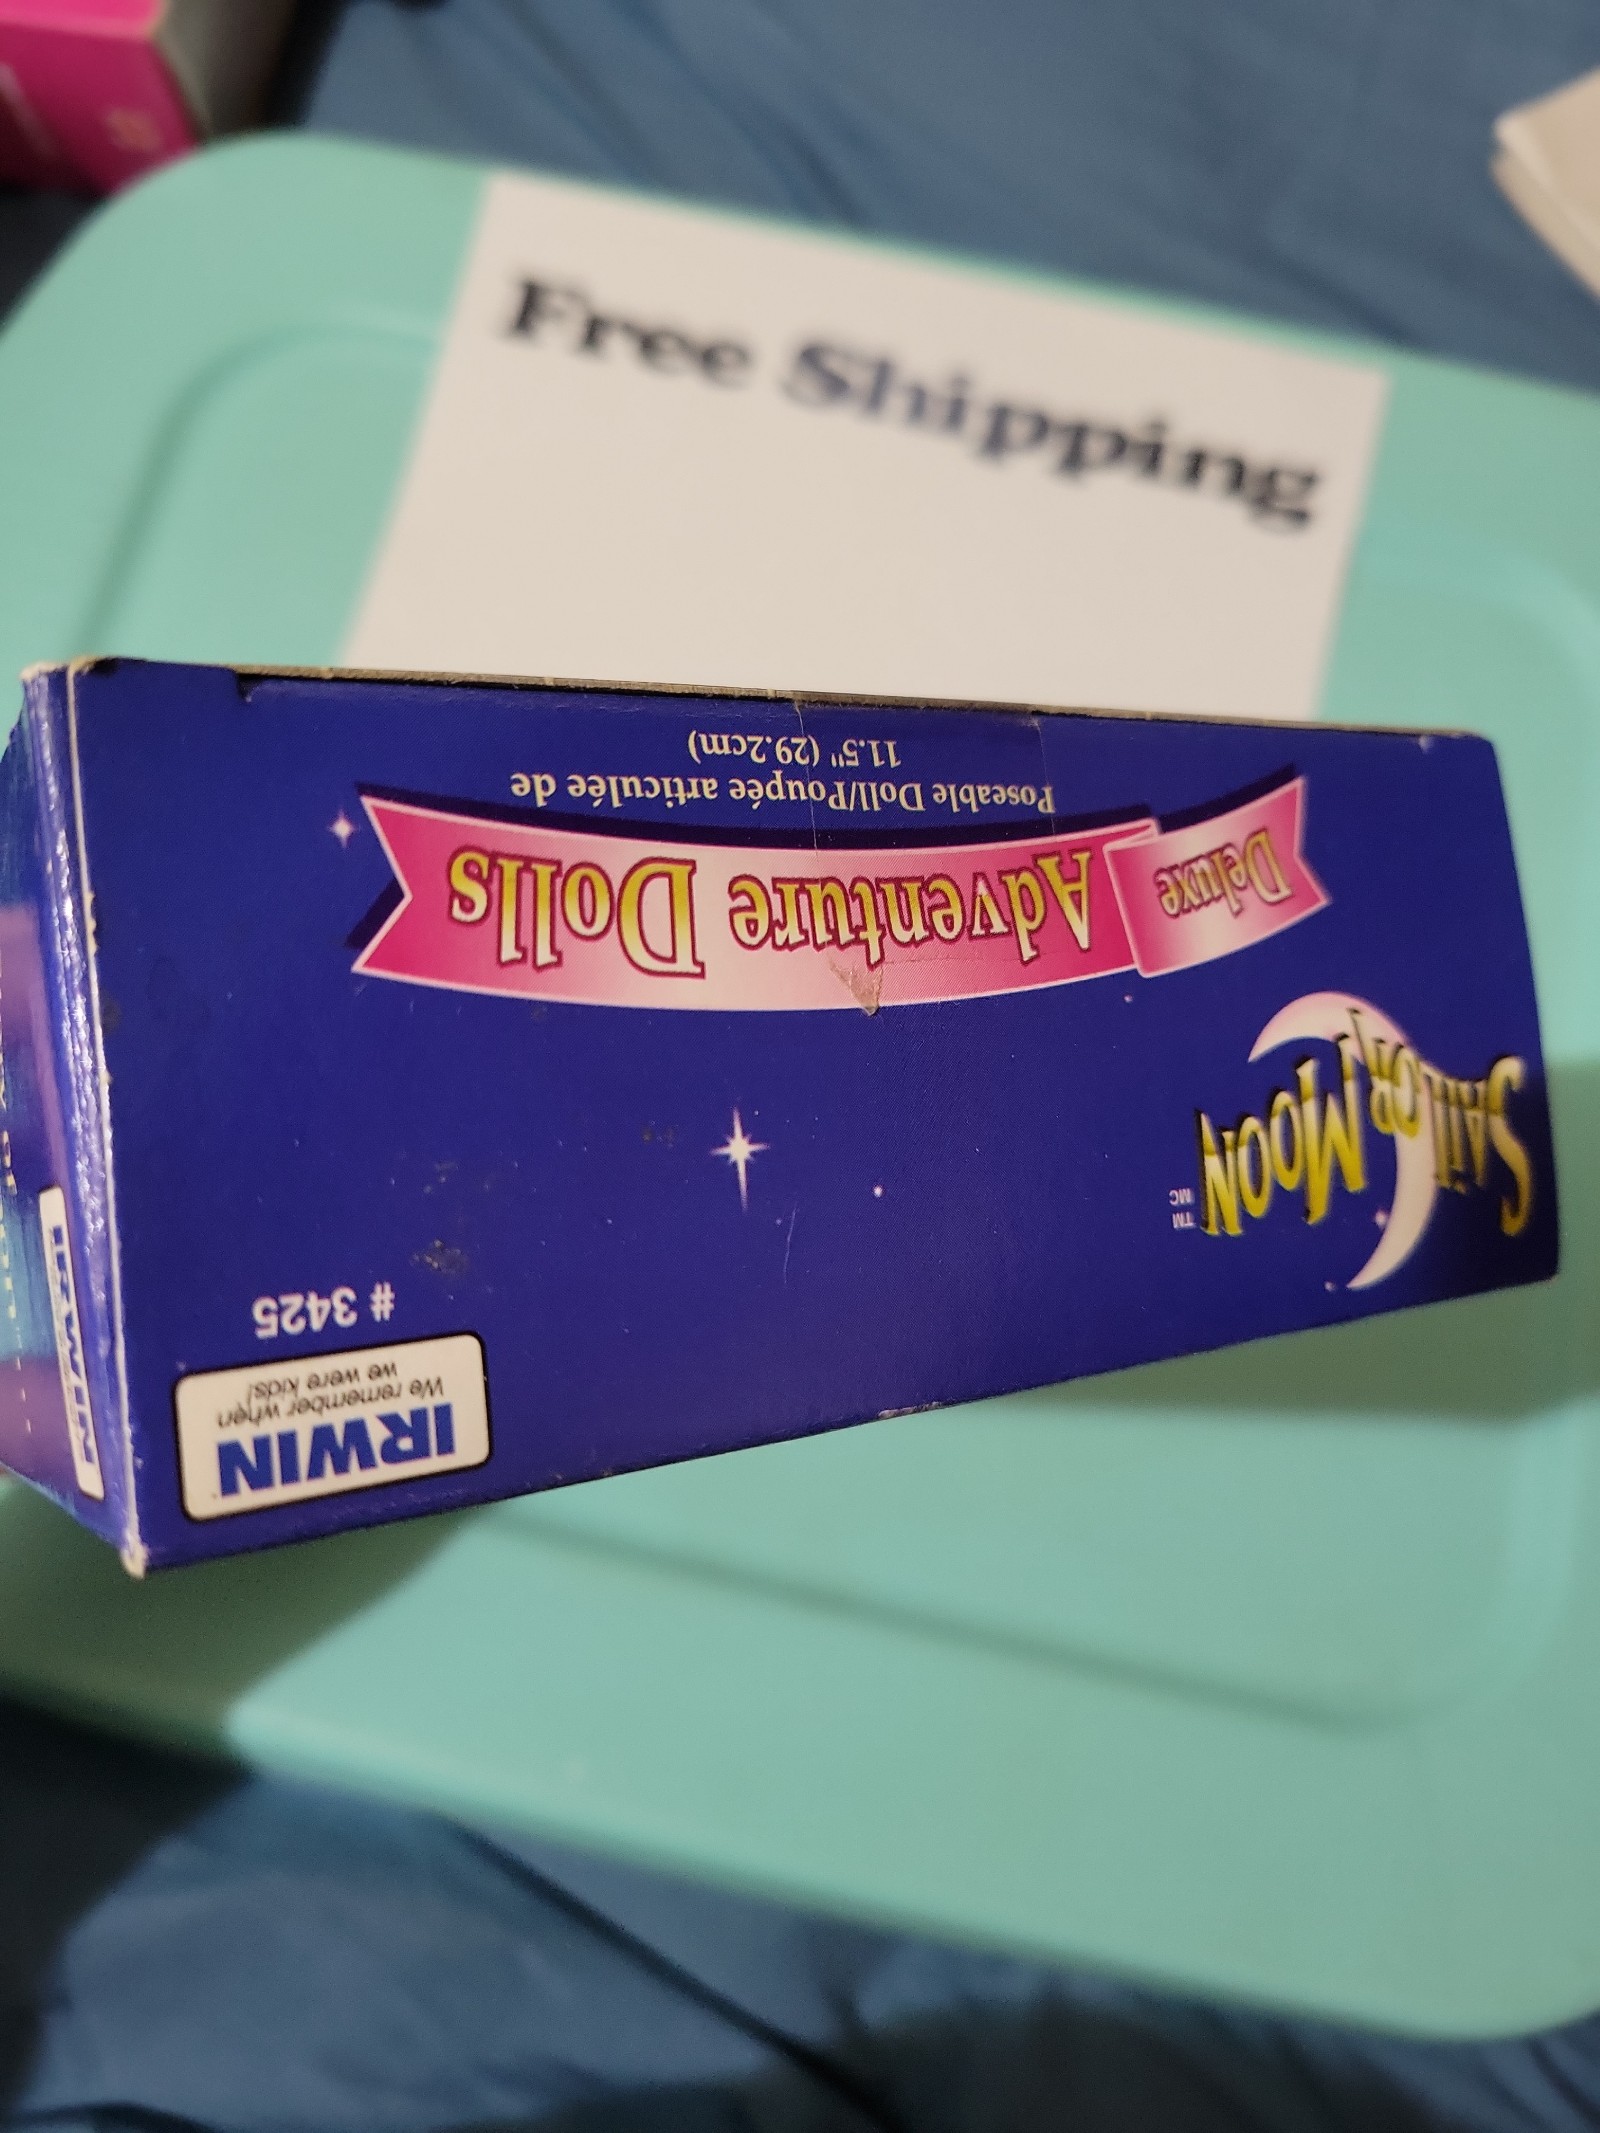 Free Shipping
IRWIN
We remember when
we were kids!
# 3425
SAILOR MOON
TM
MC
Deluxe
Adventure Dolls
Poseable Doll/Poupée articulée de
11.5" (29.2cm)
IRWIN